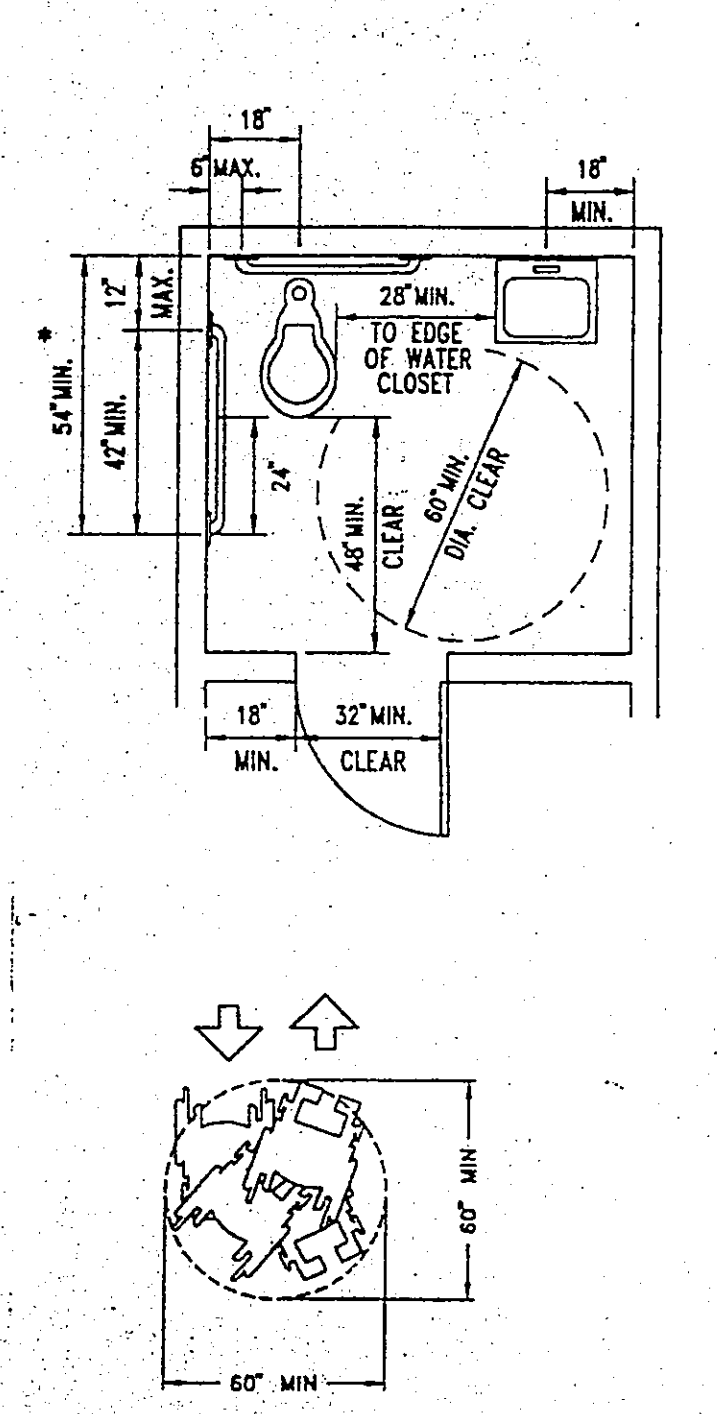 18"
6" MAX.
18"
MIN.
12"
MAX.
*
54" MIN.
42" MIN.
28" MIN.
TO EDGE
OF WATER
CLOSET
24"
48" MIN.
CLEAR
60" MIN.
DIA. CLEAR
18"
MIN.
32" MIN.
CLEAR
60" MIN
60" MIN